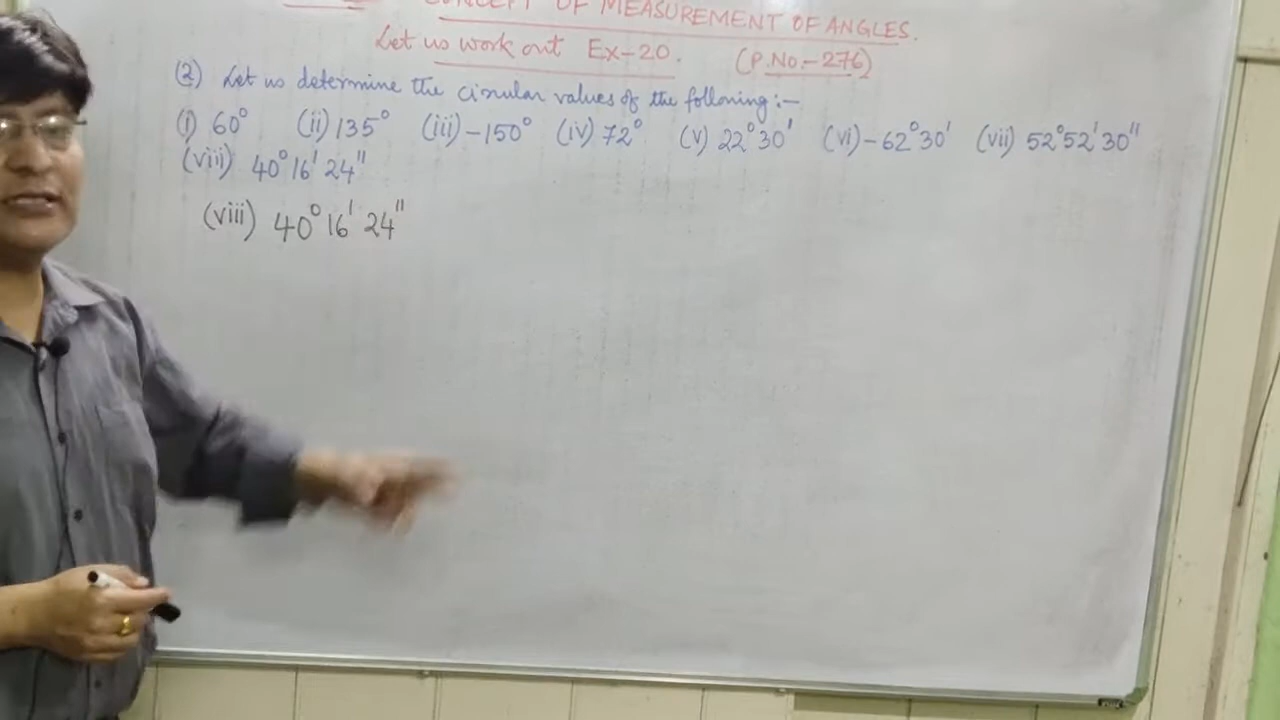 CONCEPT OF MEASUREMENT OF ANGLES.
Let us work out Ex-20. (P.No:-276)
(2) Let us determine the circular values of the following:-
(i) 60° (ii) 135° (iii) -150° (iv) 72° (v) 22°30' (vi) -62°30' (vii) 52°52'30"
(viii) 40°16'24"
(viii) 40°16'24"